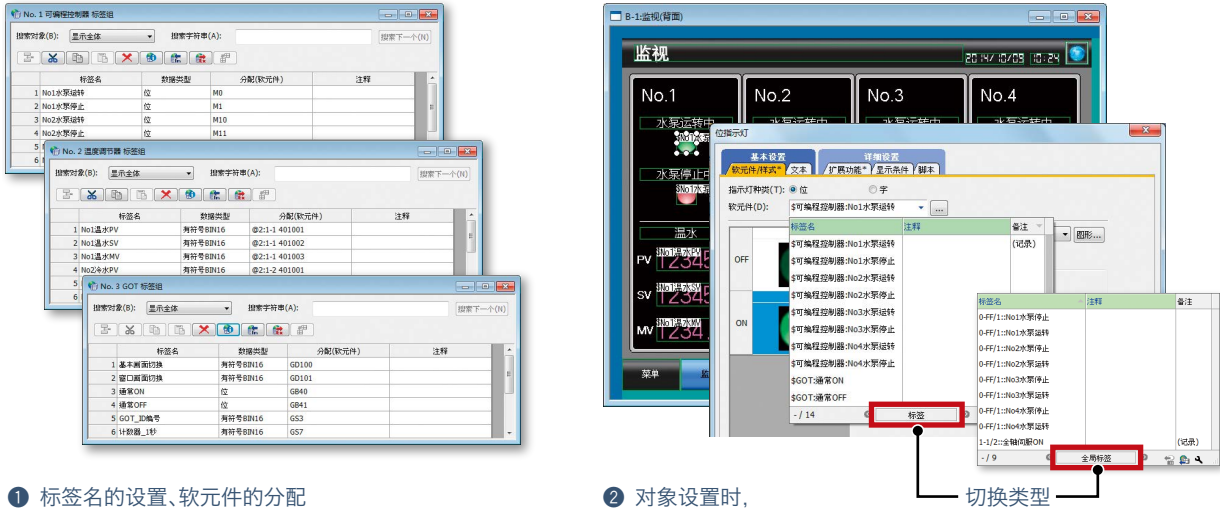 No. 1 可编程控制器 标签组
搜索对象(B): 显示全体 搜索字符串(A): 搜索下一个(N)
标签名 数据类型 分配(软元件) 注释
1 No1水泵运转 位 M0
2 No1水泵停止 位 M1
3 No2水泵运转 位 M10
4 No2水泵停止 位 M11
5
6
No. 2 温度调节器 标签组
搜索对象(B): 显示全体 搜索字符串(A): 搜索下一个(N)
标签名 数据类型 分配(软元件) 注释
1 No1温水PV 有符号BIN16 @2:1-1 401001
2 No1温水SV 有符号BIN16 @2:1-1 401002
3 No1温水MV 有符号BIN16 @2:1-1 401003
4 No2冷水PV 有符号BIN16 @2:1-2 401001
5
6
No. 3 GOT 标签组
搜索对象(B): 显示全体 搜索字符串(A): 搜索下一个(N)
标签名 数据类型 分配(软元件) 注释
1 基本画面切换 有符号BIN16 GD100
2 窗口画面切换 有符号BIN16 GD101
3 通常ON 位 GB40
4 通常OFF 位 GB41
5 GOT_ID编号 有符号BIN16 GS3
6 计数器_1秒 有符号BIN16 GS7
❶ 标签名的设置、软元件的分配
B-1:监视(背面)
监视 2014/10/09 10:24
No.1 No.2 No.3 No.4
水泵运转中 水泵运转中 水泵运转中 水泵运转中
水泵停止中
温水
PV 12345
SV 12345
MV 1234
菜单
位指示灯
基本设置 详细设置
软元件/样式* 文本 扩展功能* 显示条件 脚本
指示灯种类(T): 位 字
软元件(D): $可编程控制器:No1水泵运转 ...
图形...
OFF
ON
标签名 注释 备注
$可编程控制器:No1水泵运转 (记录)
$可编程控制器:No1水泵停止
$可编程控制器:No2水泵运转
$可编程控制器:No2水泵停止
$可编程控制器:No3水泵运转
$可编程控制器:No3水泵停止
$可编程控制器:No4水泵运转
$可编程控制器:No4水泵停止
$GOT:通常ON
$GOT:通常OFF
- / 14 标签
标签名 注释 备注
0-FF/1::No1水泵停止
0-FF/1::No1水泵运转
0-FF/1::No2水泵停止
0-FF/1::No2水泵运转
0-FF/1::No3水泵停止
0-FF/1::No3水泵运转
0-FF/1::No4水泵停止
0-FF/1::No4水泵运转
1-1/2::全轴伺服ON (记录)
- / 9 全局标签
❷ 对象设置时,
切换类型